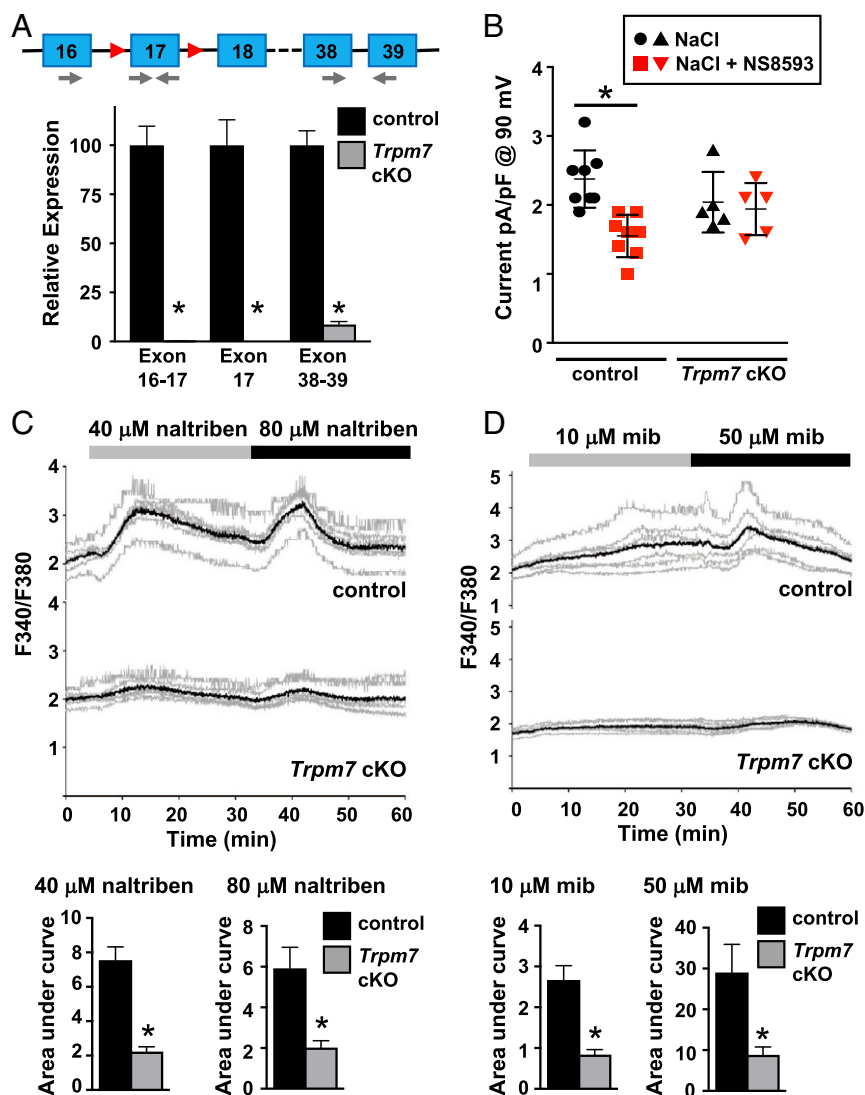 A
16 17 18 38 39
control
Trpm7
cKO
Relative Expression
100
75
50
25
0
* * *
Exon 16-17
Exon 17
Exon 38-39
B
NaCl
NaCl + NS8593
Current pA/pF @ 90 mV
4
3
2
1
0
*
control Trpm7 cKO
C
40 μM naltriben 80 μM naltriben
F340/F380
4
3
2
control
4
3
2
1
Trpm7 cKO
0 10 20 30 40 50 60
Time (min)
40 μM naltriben
Area under curve
8
6
4
2
0
*
80 μM naltriben
Area under curve
8
6
4
2
0
*
control
Trpm7
cKO
D
10 μM mib 50 μM mib
F340/F380
5
4
3
2
1
control
5
4
3
2
1
Trpm7 cKO
0 10 20 30 40 50 60
Time (min)
10 μM mib
Area under curve
4
3
2
1
0
*
50 μM mib
Area under curve
40
30
20
10
0
*
control
Trpm7
cKO